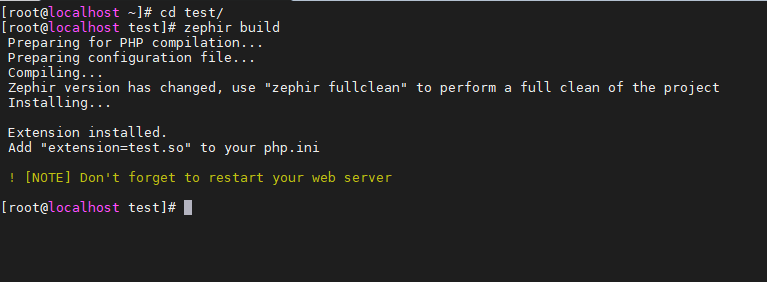 [root@localhost ~]# cd test/
[root@localhost test]# zephir build
Preparing for PHP compilation...
Preparing configuration file...
Compiling...
Zephir version has changed, use "zephir fullclean" to perform a full clean of the project
Installing...
Extension installed.
Add "extension=test.so" to your php.ini
! [NOTE] Don't forget to restart your web server
[root@localhost test]#